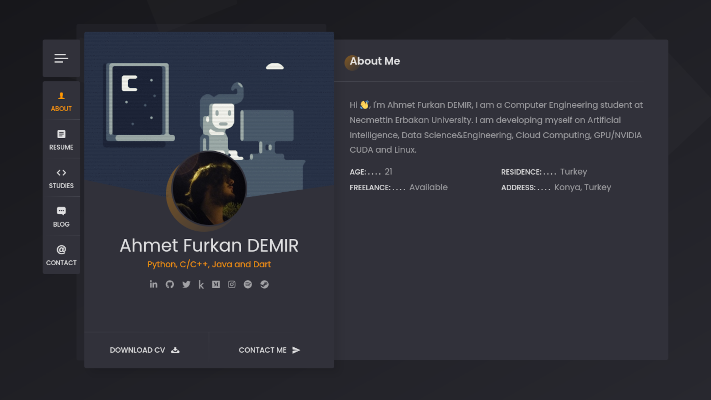 ABOUT
RESUME
STUDIES
BLOG
CONTACT
Ahmet Furkan DEMIR
Python, C/C++, Java and Dart
DOWNLOAD CV
CONTACT ME
About Me
Hi 👋, I'm Ahmet Furkan DEMIR, I am a Computer Engineering student at
Necmettin Erbakan University. I am developing myself on Artificial
Intelligence, Data Science&Engineering, Cloud Computing, GPU/NVIDIA
CUDA and Linux.
AGE: . . . . 21
RESIDENCE: . . . . Turkey
FREELANCE: . . . . Available
ADDRESS: . . . . Konya, Turkey